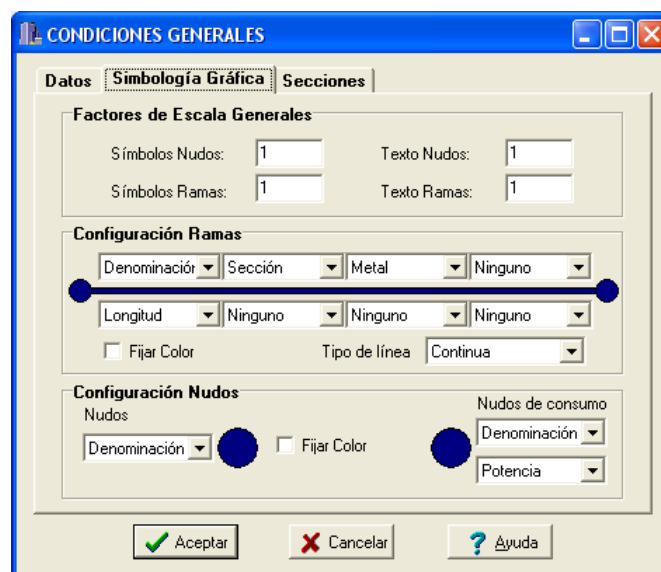 CONDICIONES GENERALES
Datos Simbología Gráfica Secciones
Factores de Escala Generales
Símbolos Nudos: 1 Texto Nudos: 1
Símbolos Ramas: 1 Texto Ramas: 1
Configuración Ramas
Denominación Sección Metal Ninguno
Longitud Ninguno Ninguno Ninguno
Fijar Color Tipo de línea Continua
Configuración Nudos
Nudos Nudos de consumo
Denominación Fijar Color Denominación
Potencia
Aceptar Cancelar Ayuda